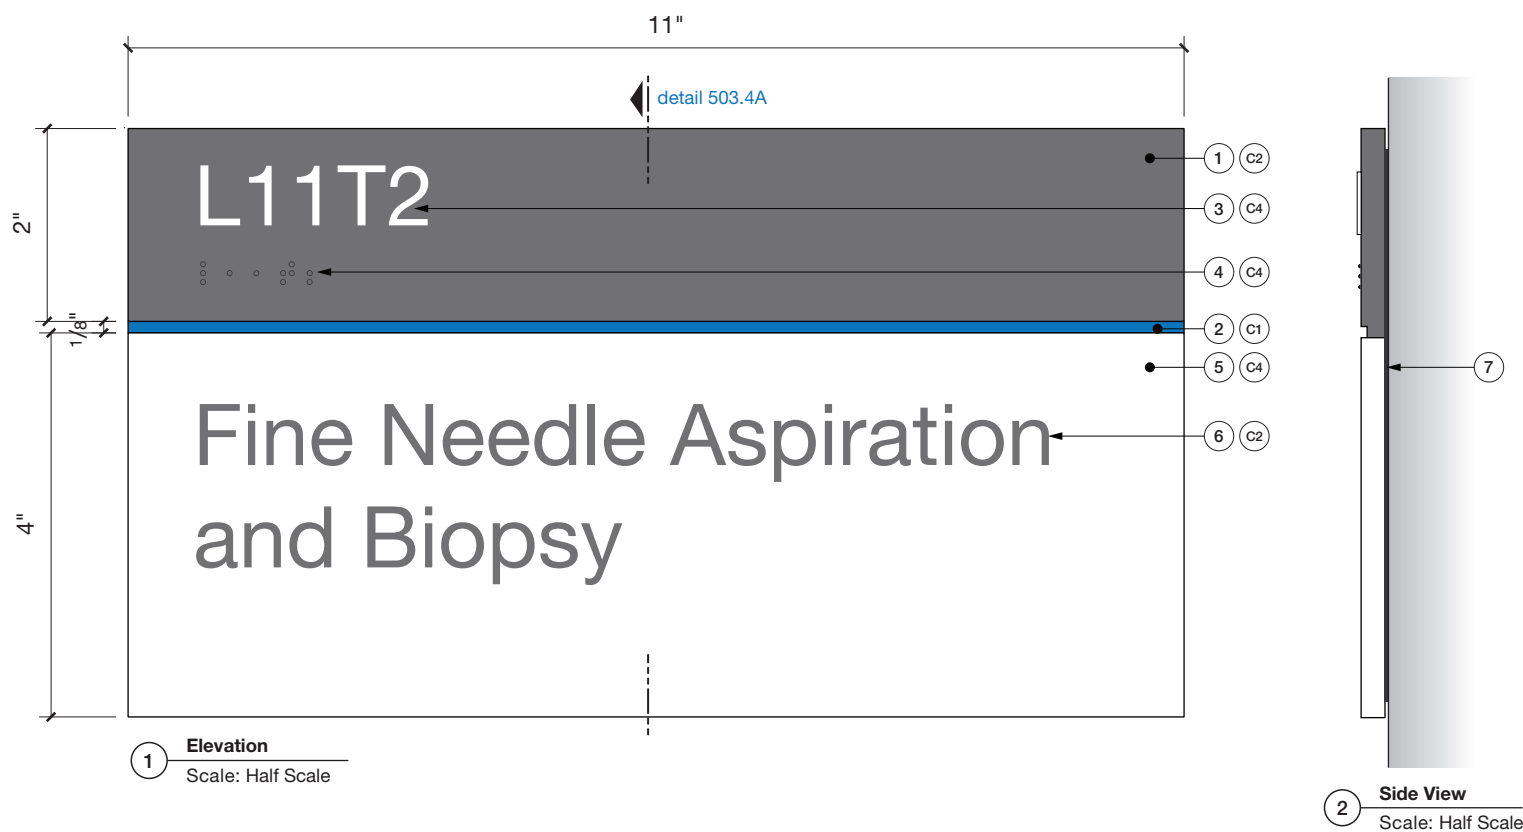 11"
detail 503.4A
L11T2
1 C2
3 C4
2"
4 C4
1/8"
2 C1
5 C4
7
Fine Needle Aspiration
6 C2
and Biopsy
4"
1 Elevation
Scale: Half Scale
2 Side View
Scale: Half Scale